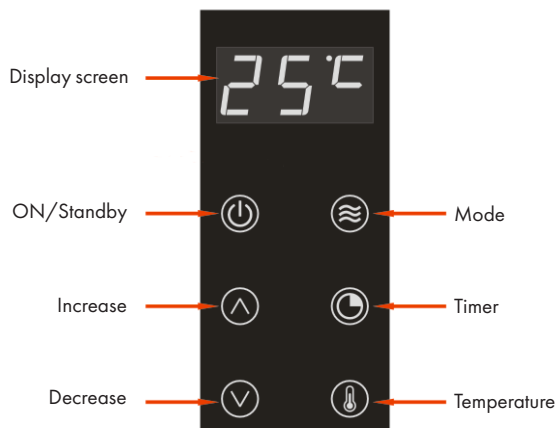 Display screen
25°C
ON/Standby
Mode
Increase
Timer
Decrease
Temperature